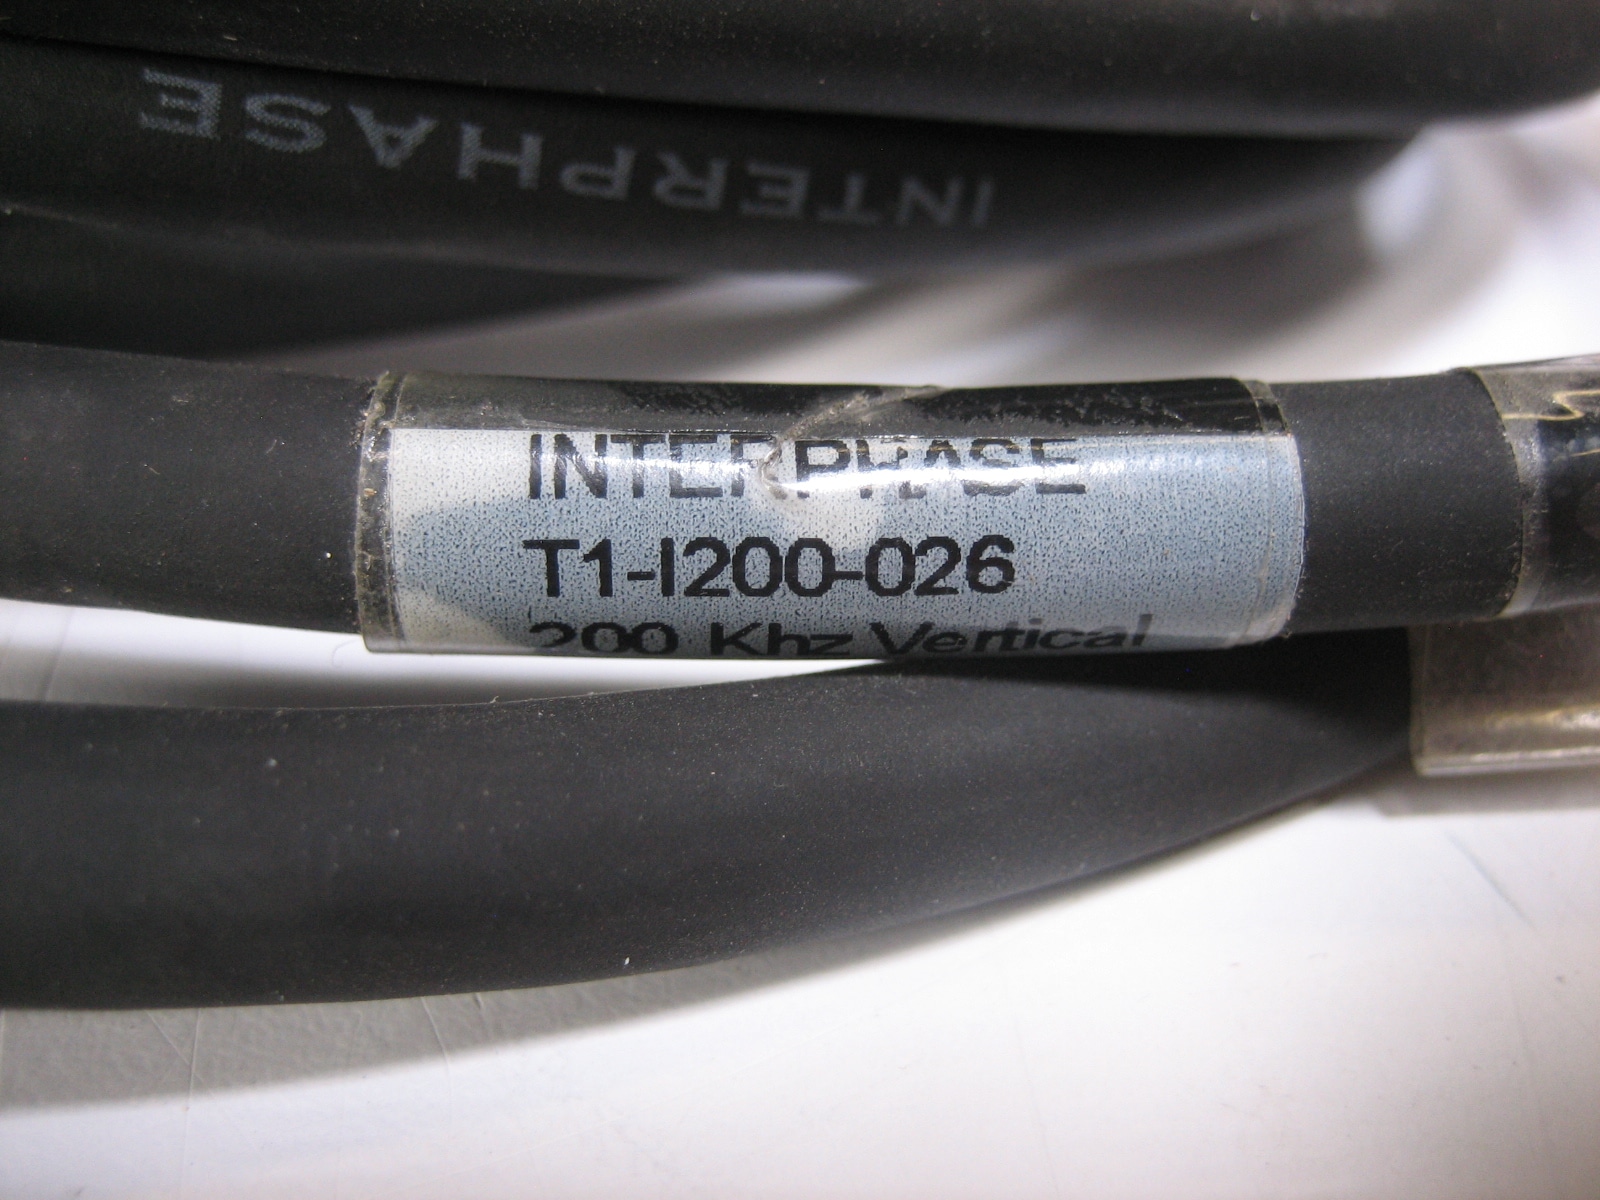 INTERPHASE
INTERPHASE
T1-I200-026
200 Khz Vertical